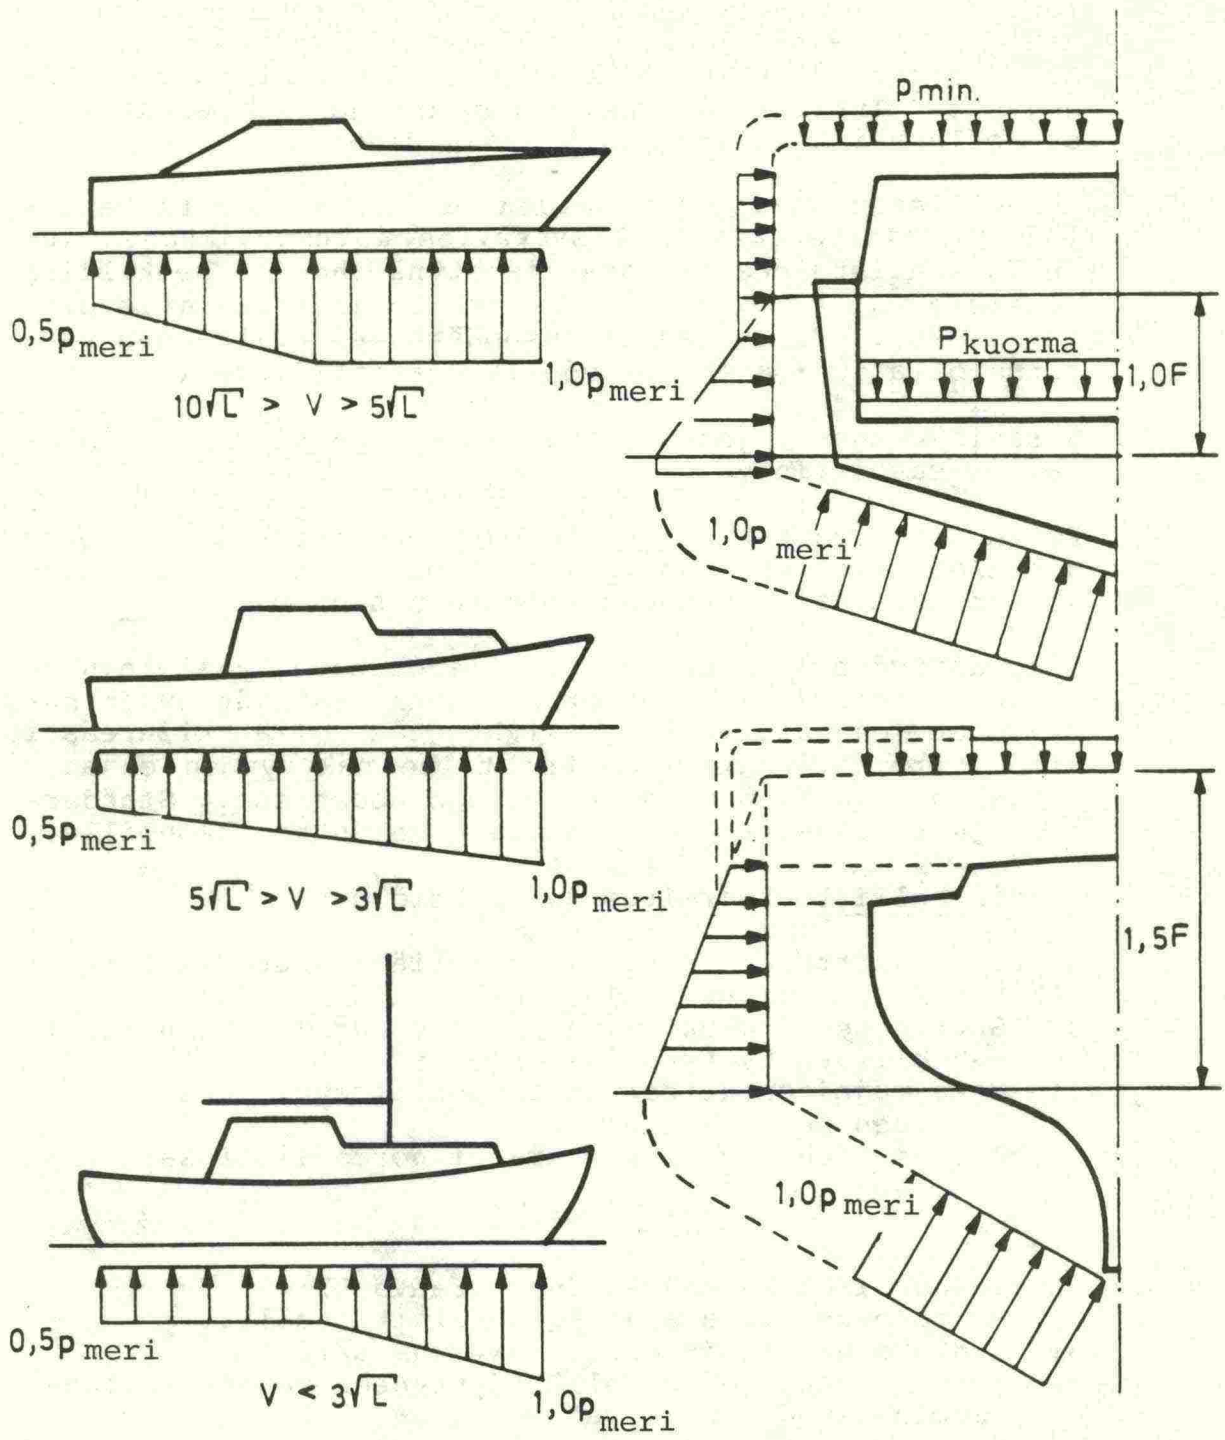 p min.
0,5p meri
1,0p meri
10√L > V > 5√L
p kuorma
1,0F
1,0p meri
0,5p meri
1,0p meri
5√L > V > 3√L
1,5F
1,0p meri
0,5p meri
1,0p meri
V < 3√L